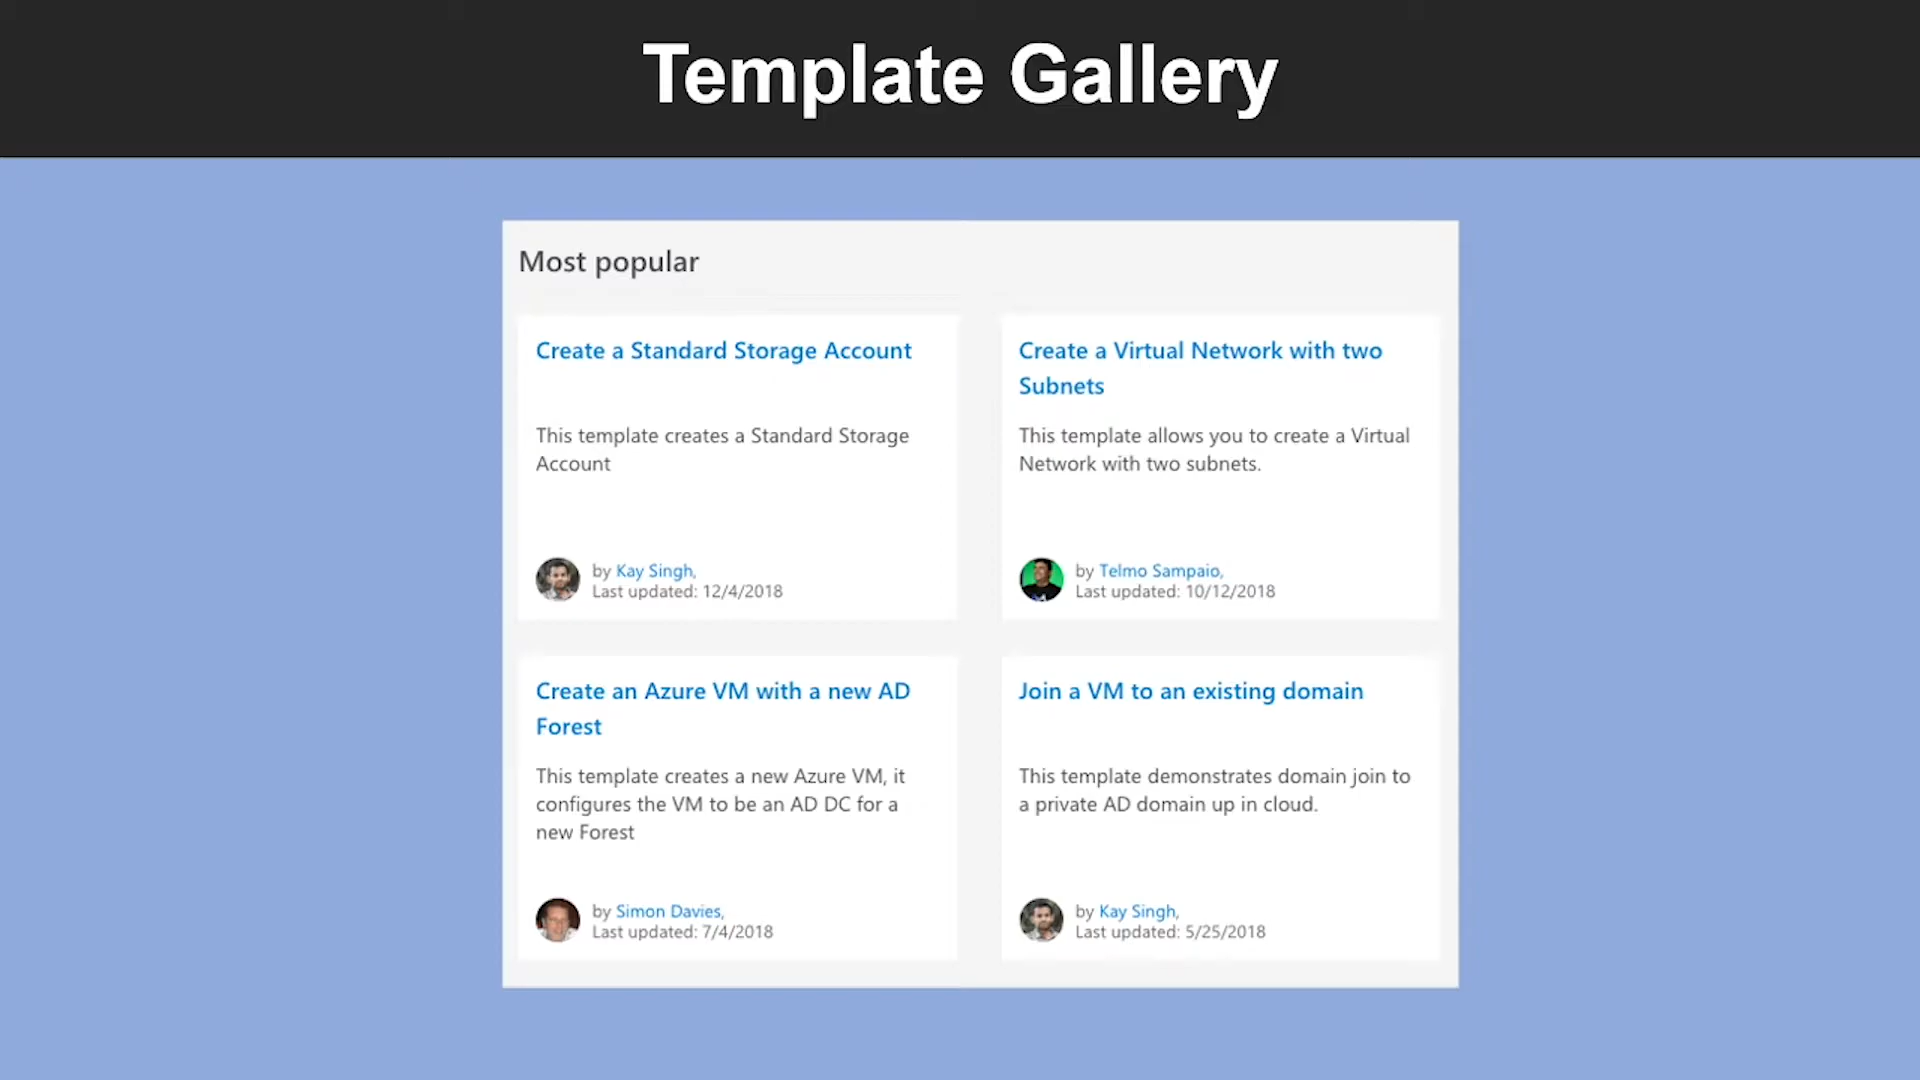 Template Gallery
Most popular
Create a Standard Storage Account
This template creates a Standard Storage
Account
by Kay Singh,
Last updated: 12/4/2018
Create a Virtual Network with two
Subnets
This template allows you to create a Virtual
Network with two subnets.
by Telmo Sampaio,
Last updated: 10/12/2018
Create an Azure VM with a new AD
Forest
This template creates a new Azure VM, it
configures the VM to be an AD DC for a
new Forest
by Simon Davies,
Last updated: 7/4/2018
Join a VM to an existing domain
This template demonstrates domain join to
a private AD domain up in cloud.
by Kay Singh,
Last updated: 5/25/2018